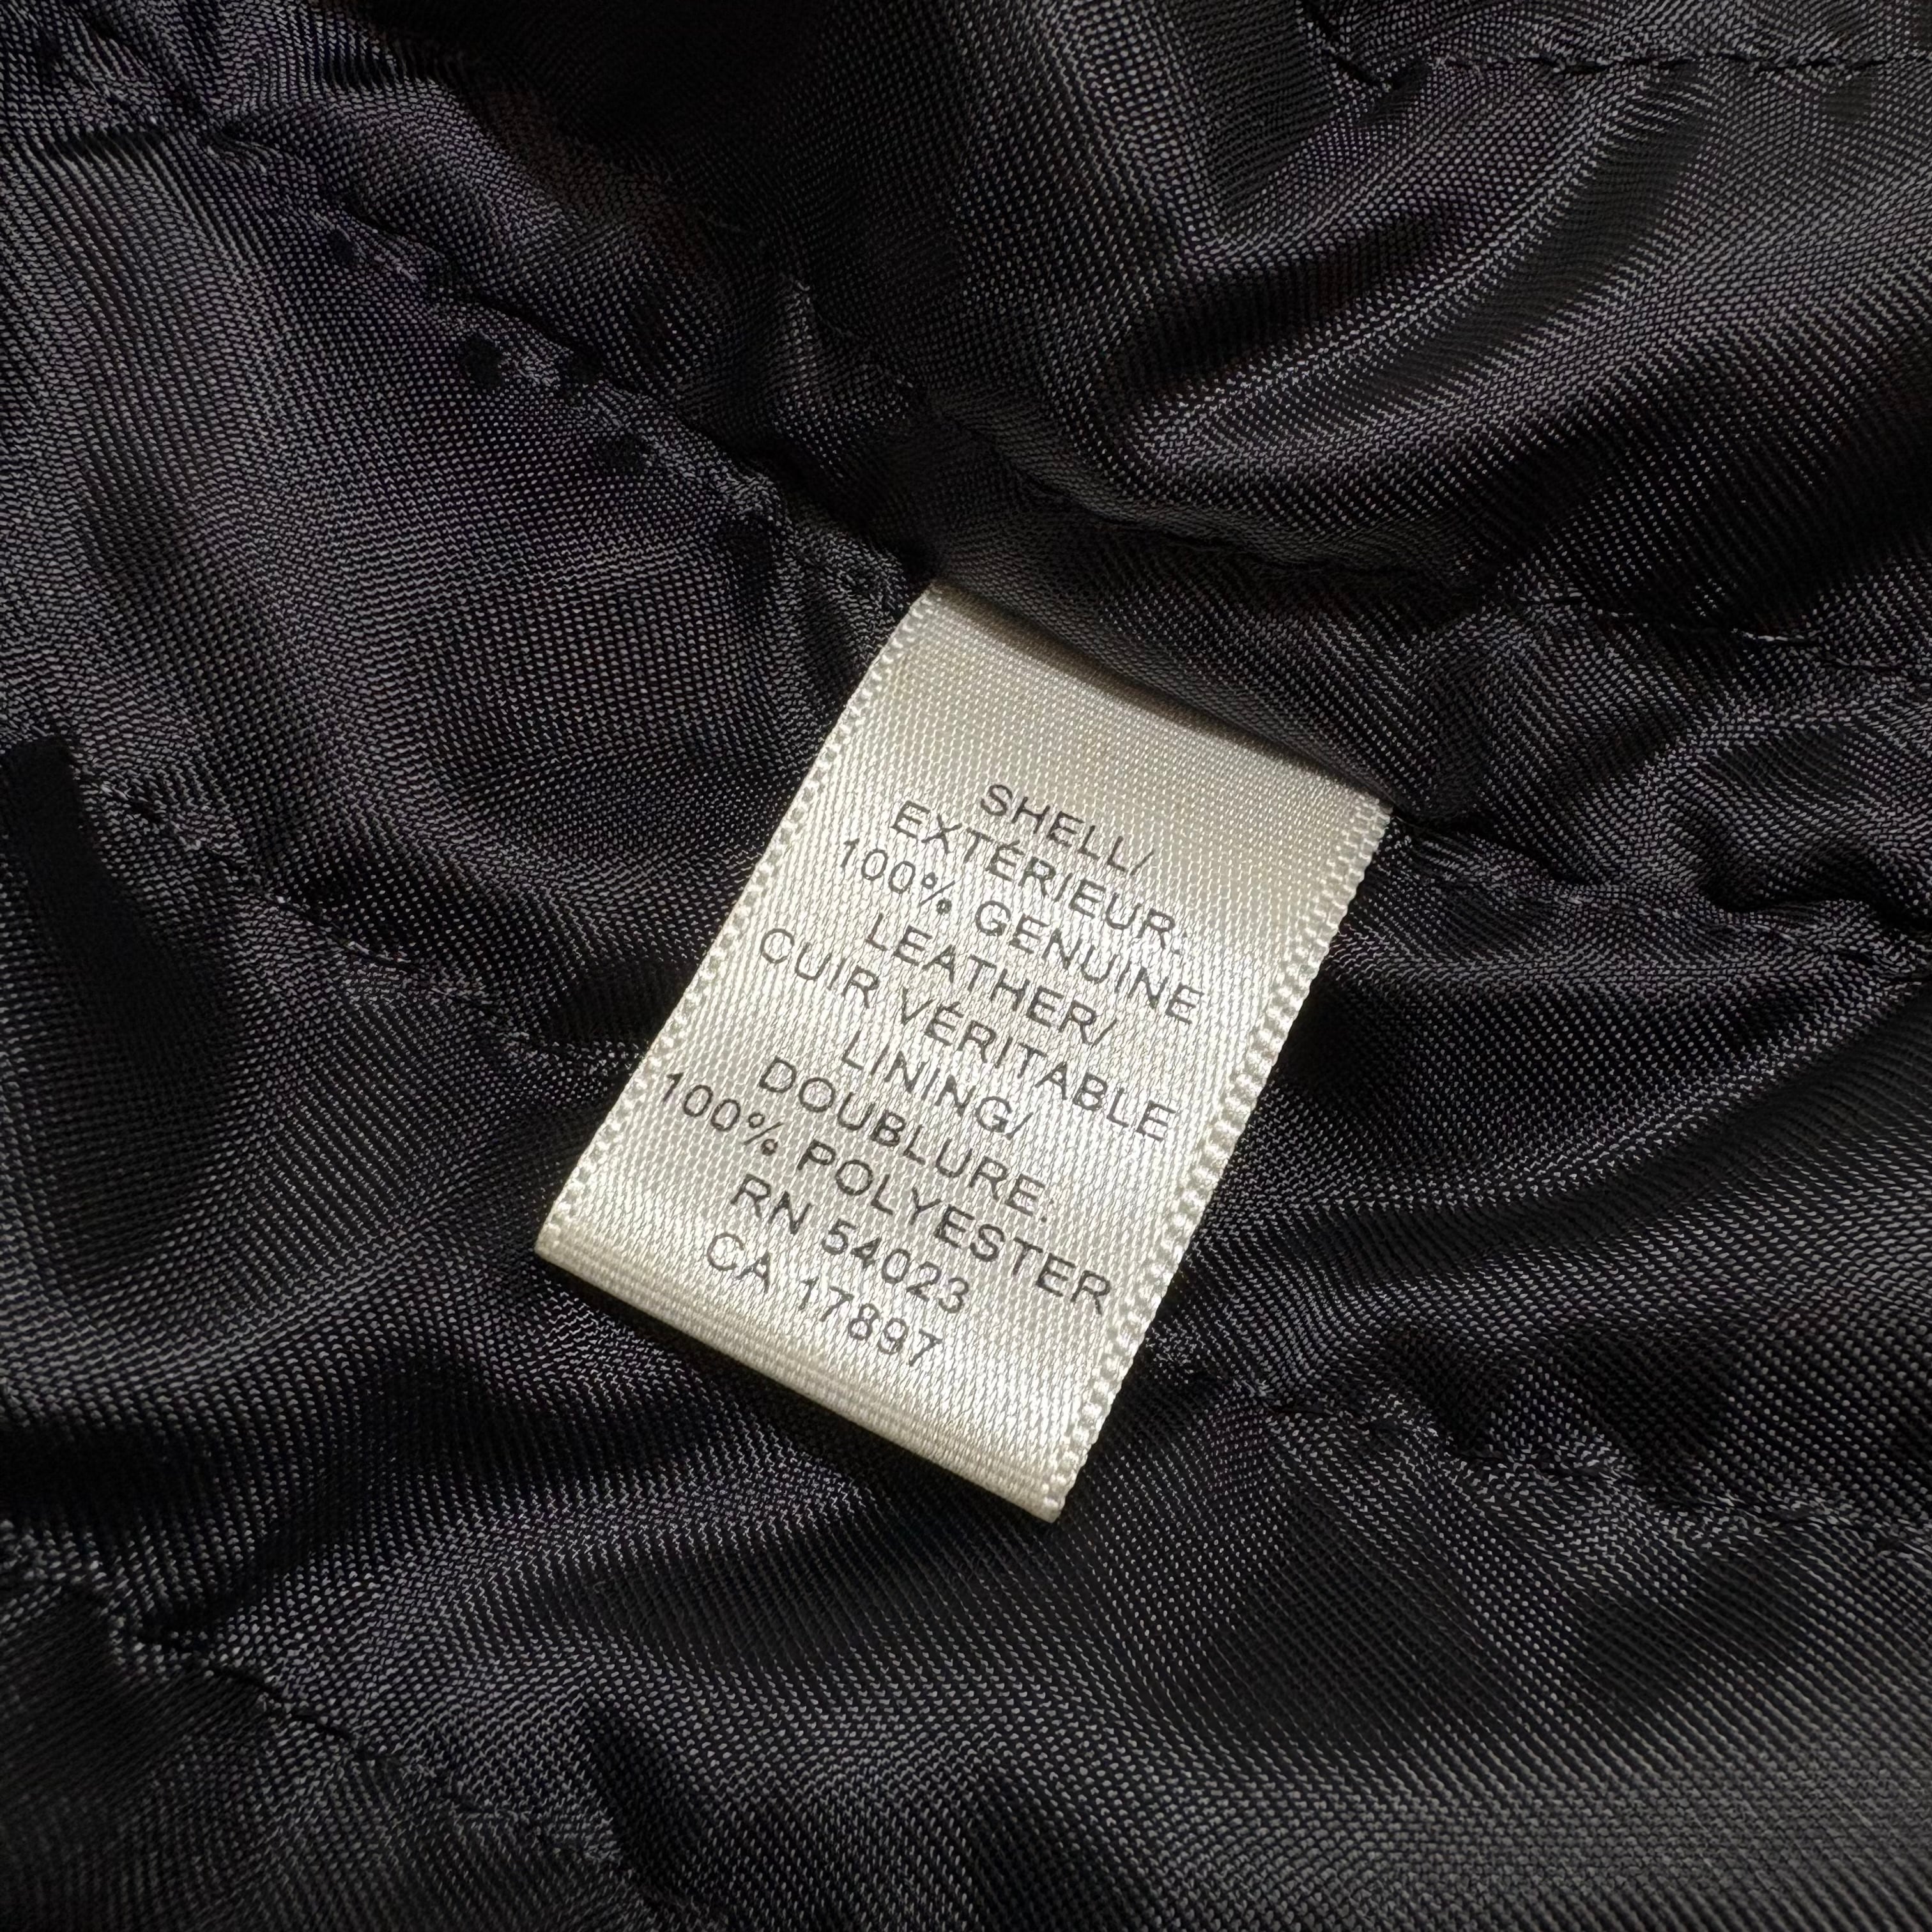 SHELL/
EXTÉRIEUR:
100% GENUINE
LEATHER/
CUIR VÉRITABLE
LINING/
DOUBLURE:
100% POLYESTER
RN 54023
CA 17897